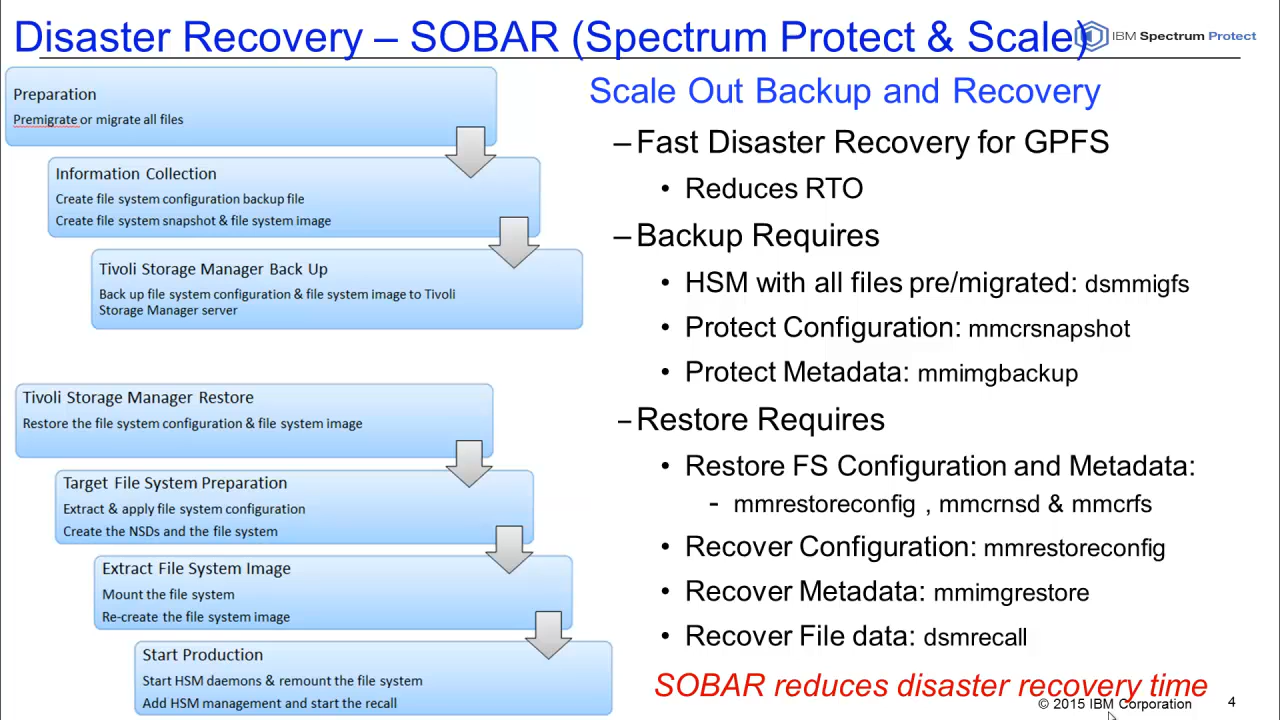 Disaster Recovery – SOBAR (Spectrum Protect & Scale)
IBM Spectrum Protect
Preparation
Premigrate or migrate all files
Information Collection
Create file system configuration backup file
Create file system snapshot & file system image
Tivoli Storage Manager Back Up
Back up file system configuration & file system image to Tivoli
Storage Manager server
Tivoli Storage Manager Restore
Restore the file system configuration & file system image
Target File System Preparation
Extract & apply file system configuration
Create the NSDs and the file system
Extract File System Image
Mount the file system
Re-create the file system image
Start Production
Start HSM daemons & remount the file system
Add HSM management and start the recall
Scale Out Backup and Recovery
– Fast Disaster Recovery for GPFS
• Reduces RTO
– Backup Requires
• HSM with all files pre/migrated: dsmmigfs
• Protect Configuration: mmcrsnapshot
• Protect Metadata: mmimgbackup
– Restore Requires
• Restore FS Configuration and Metadata:
- mmrestoreconfig , mmcrnsd & mmcrfs
• Recover Configuration: mmrestoreconfig
• Recover Metadata: mmimgrestore
• Recover File data: dsmrecall
SOBAR reduces disaster recovery time
© 2015 IBM Corporation
4